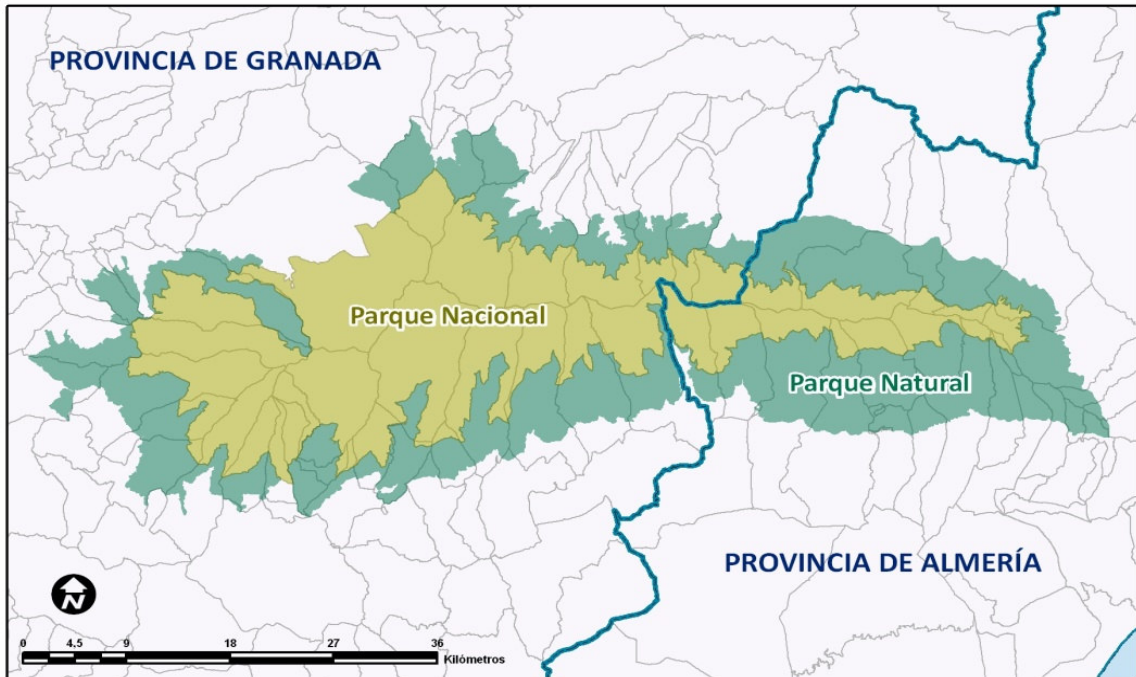 PROVINCIA DE GRANADA
Parque Nacional
Parque Natural
PROVINCIA DE ALMERÍA
N
0 4.5 9 18 27 36
Kilómetros